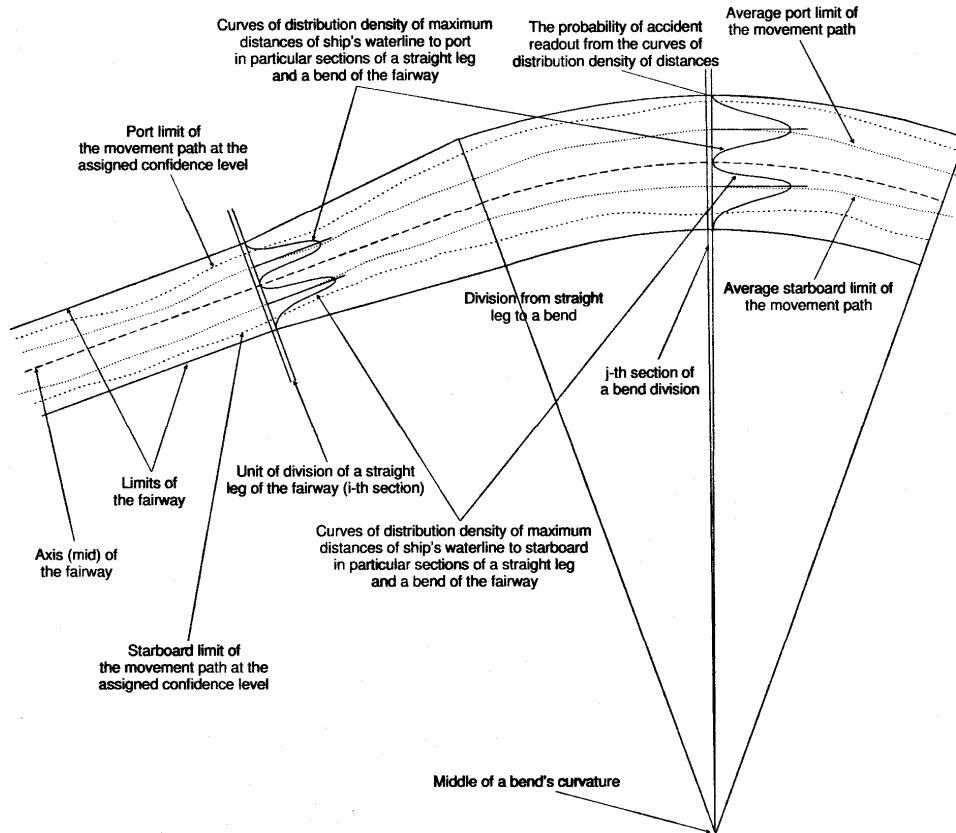 Curves of distribution density of maximum
distances of ship's waterline to port
in particular sections of a straight leg
and a bend of the fairway
The probability of accident
readout from the curves of
distribution density of distances
Average port limit of
the movement path
Port limit of
the movement path at the
assigned confidence level
Division from straight
leg to a bend
Average starboard limit of
the movement path
j-th section of
a bend division
Limits of
the fairway
Unit of division of a straight
leg of the fairway (i-th section)
Axis (mid) of
the fairway
Curves of distribution density of maximum
distances of ship's waterline to starboard
in particular sections of a straight leg
and a bend of the fairway
Starboard limit of
the movement path at the
assigned confidence level
Middle of a bend's curvature